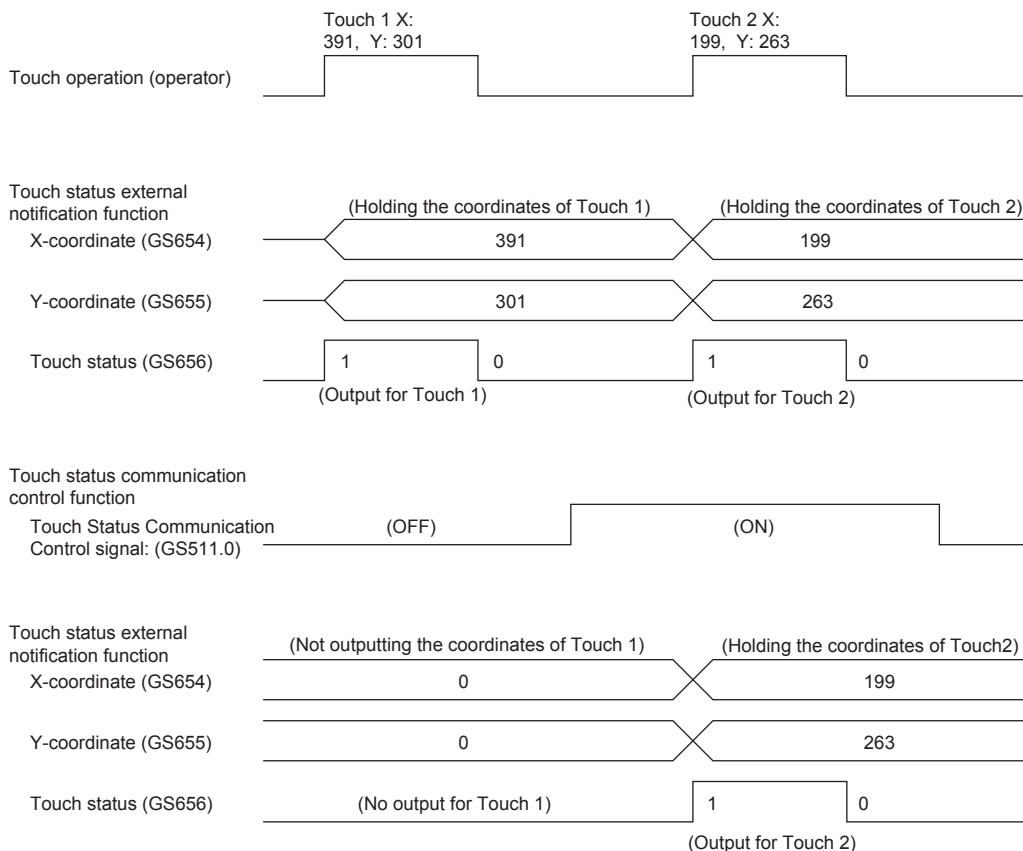 Touch 1 X:
391, Y: 301
Touch 2 X:
199, Y: 263
Touch operation (operator)
Touch status external
notification function
(Holding the coordinates of Touch 1)
(Holding the coordinates of Touch 2)
X-coordinate (GS654)
391
199
Y-coordinate (GS655)
301
263
Touch status (GS656)
1
0
1
0
(Output for Touch 1)
(Output for Touch 2)
Touch status communication
control function
Touch Status Communication
Control signal: (GS511.0)
(OFF)
(ON)
Touch status external
notification function
(Not outputting the coordinates of Touch 1)
(Holding the coordinates of Touch2)
X-coordinate (GS654)
0
199
Y-coordinate (GS655)
0
263
Touch status (GS656)
(No output for Touch 1)
1
0
(Output for Touch 2)